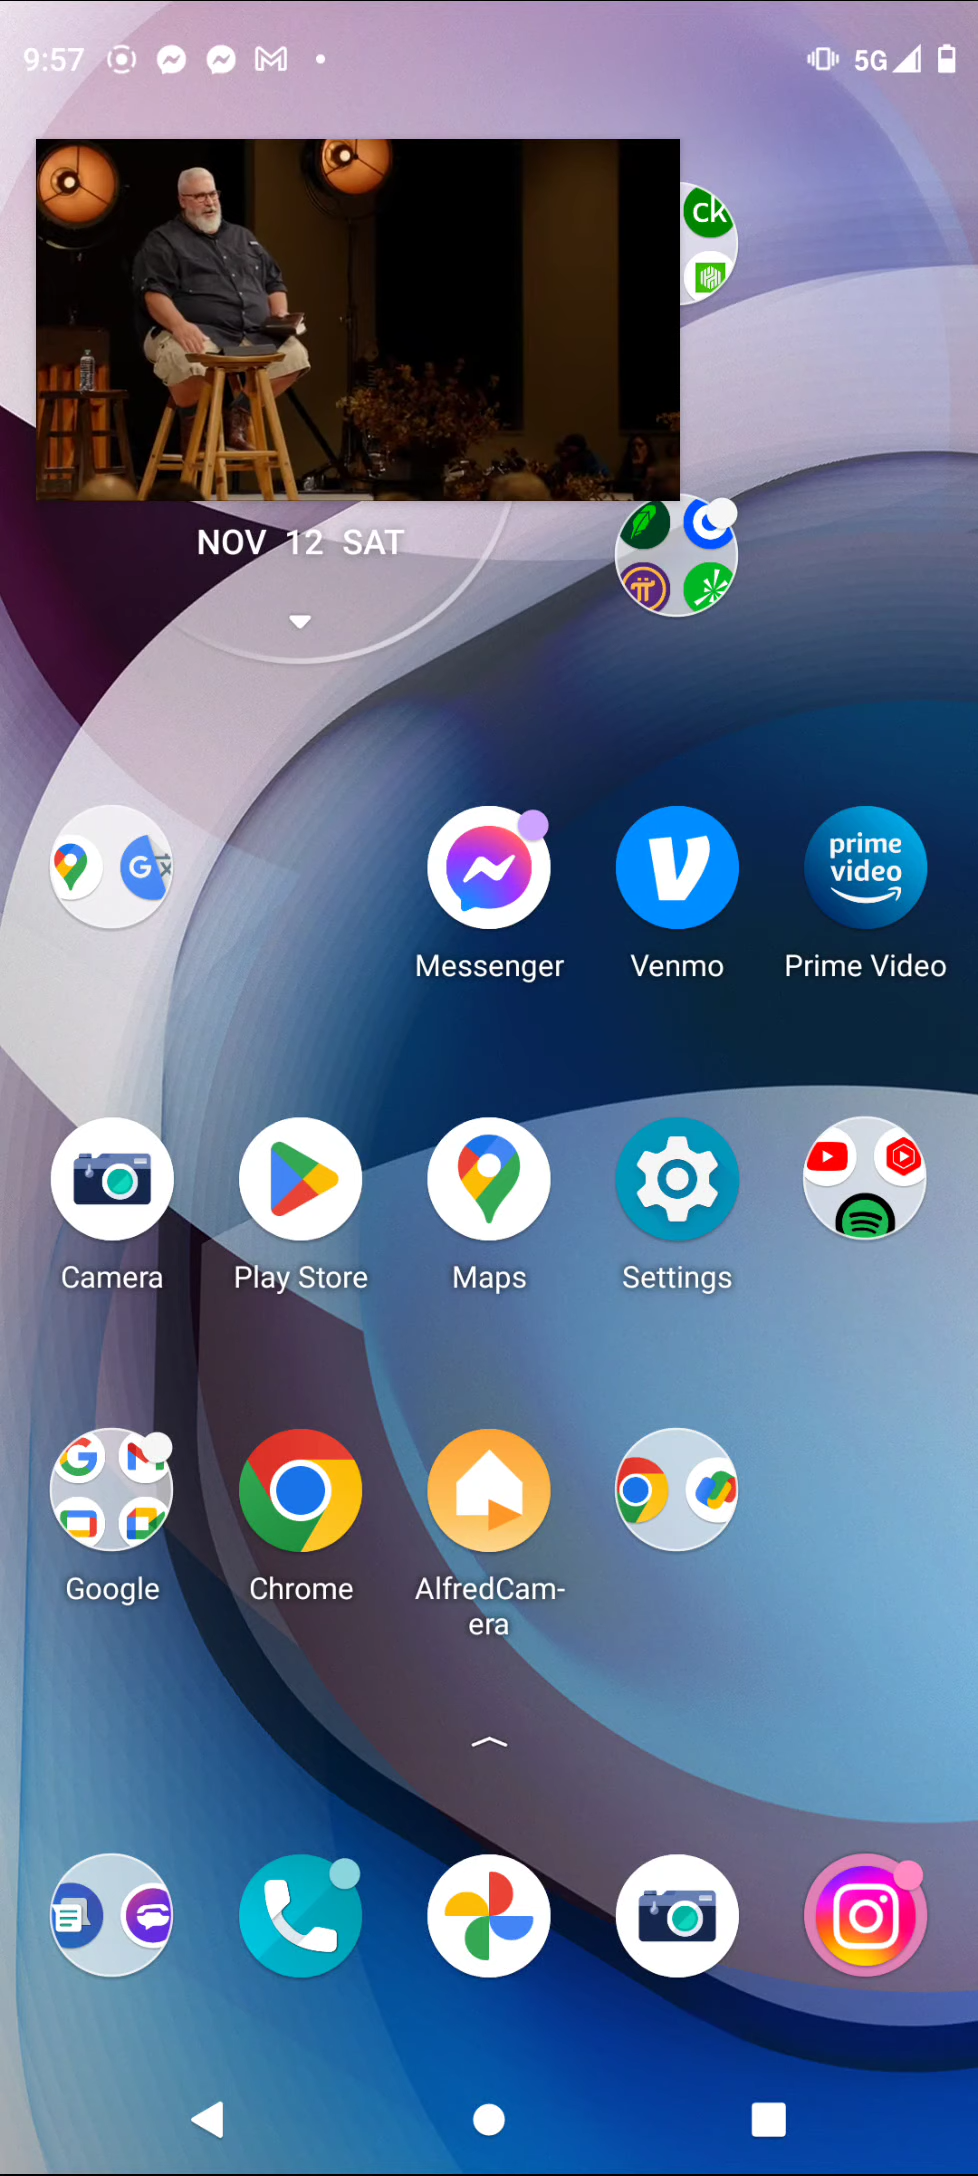 9:57
5G
ck
NOV 12 SAT
Messenger
Venmo
prime
video
Prime Video
Camera
Play Store
Maps
Settings
Google
Chrome
AlfredCam-
era